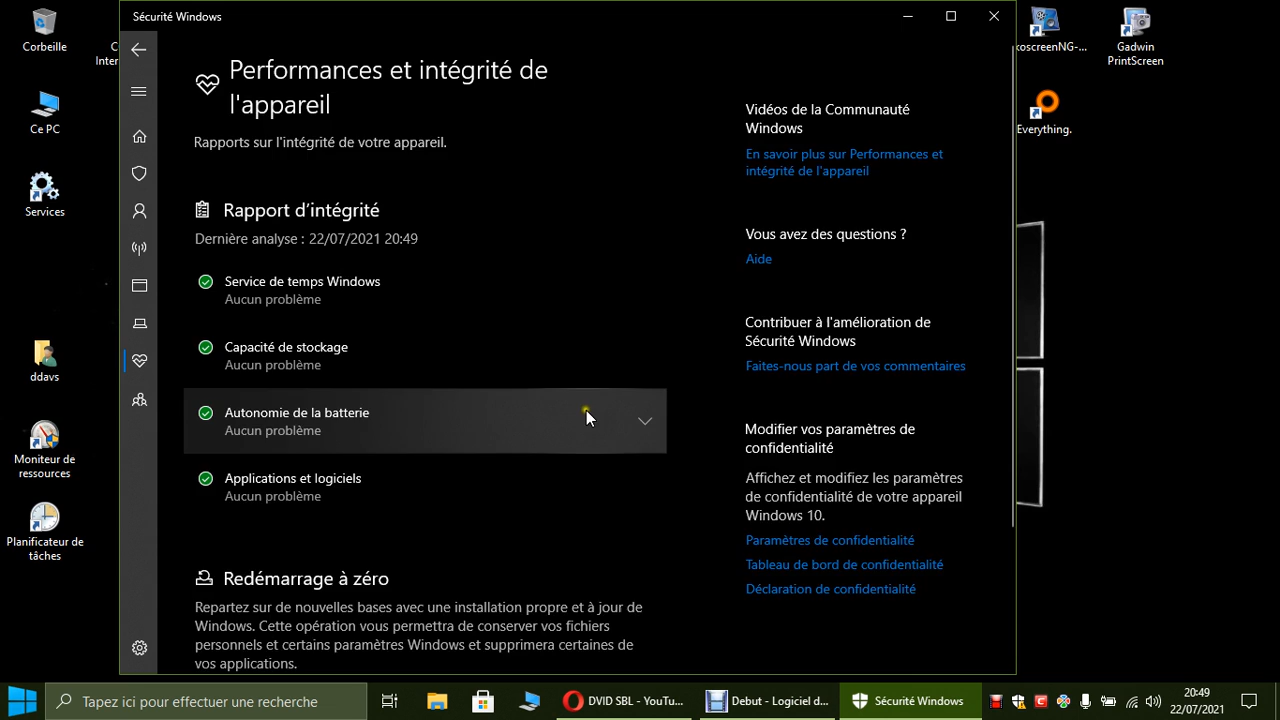 Sécurité Windows
Performances et intégrité de
l'appareil
Rapports sur l'intégrité de votre appareil.
Rapport d'intégrité
Dernière analyse : 22/07/2021 20:49
Service de temps Windows
Aucun problème
Capacité de stockage
Aucun problème
Autonomie de la batterie
Aucun problème
Applications et logiciels
Aucun problème
Redémarrage à zéro
Repartez sur de nouvelles bases avec une installation propre et à jour de
Windows. Cette opération vous permettra de conserver vos fichiers
personnels et certains paramètres Windows et supprimera certaines de
vos applications.
Vidéos de la Communauté
Windows
En savoir plus sur Performances et
intégrité de l'appareil
Vous avez des questions ?
Aide
Contribuer à l'amélioration de
Sécurité Windows
Faites-nous part de vos commentaires
Modifier vos paramètres de
confidentialité
Affichez et modifiez les paramètres
de confidentialité de votre appareil
Windows 10.
Paramètres de confidentialité
Tableau de bord de confidentialité
Déclaration de confidentialité
Corbeille
C
Inter
Ce PC
Services
ddavs
Moniteur de
ressources
Planificateur de
tâches
koscreenNG-...
Gadwin
PrintScreen
Everything.
Tapez ici pour effectuer une recherche
DVID SBL - YouTu...
Debut - Logiciel d...
Sécurité Windows
20:49
22/07/2021